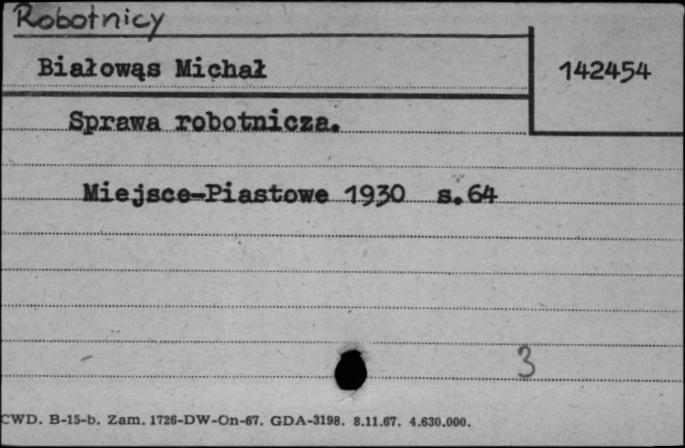 Robotnicy
Białowąs Michał
142454
Sprawa robotnicza.
Miejsce-Piastowe 1930 s.64
3
CWD. B-15-b. Zam. 1726-DW-On-67. GDA-3198. 8.11.67. 4.630.000.